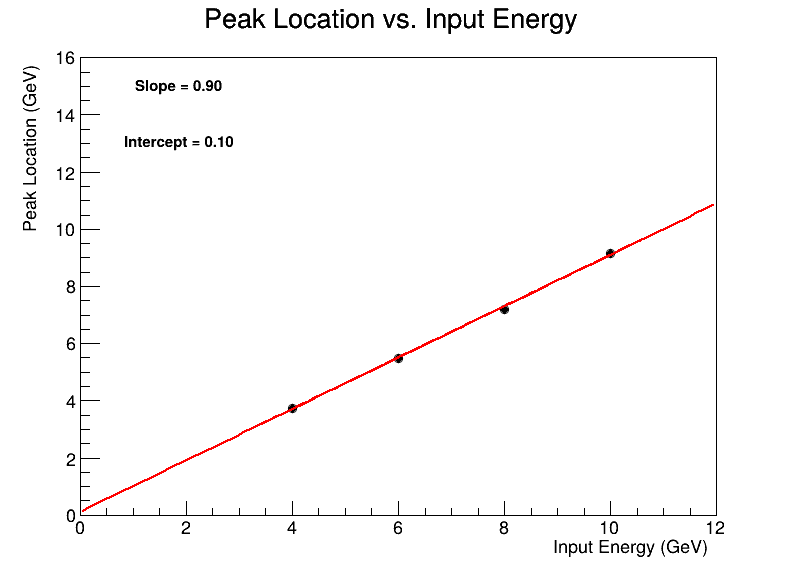 Peak Location vs. Input Energy
Peak Location (GeV)
16
14
12
10
8
6
4
2
0
Slope = 0.90
Intercept = 0.10
0 2 4 6 8 10 12
Input Energy (GeV)